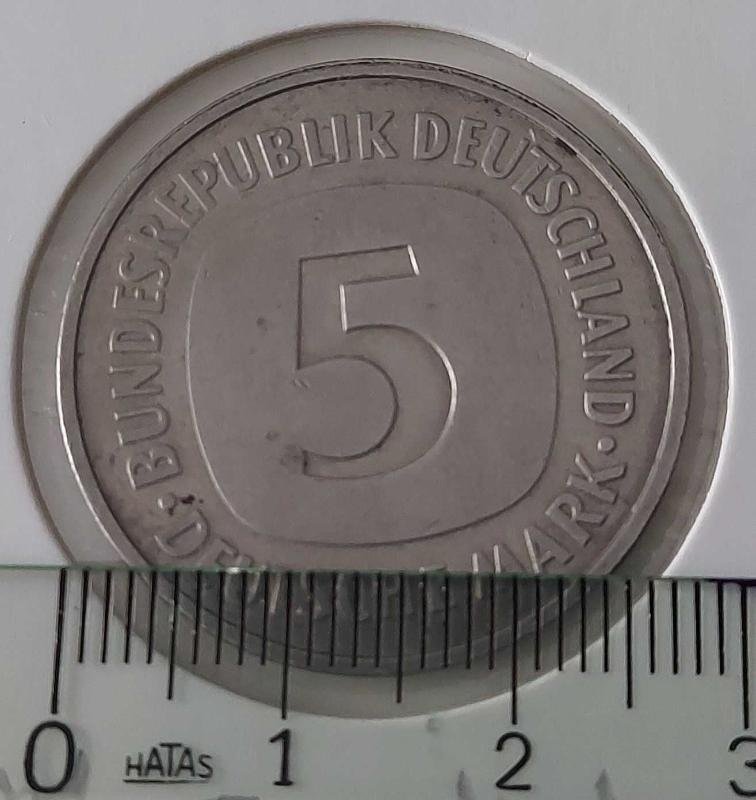 BUNDESREPUBLIK DEUTSCHLAND
5
DEUTSCHE MARK
0 1 2 3
HATAS